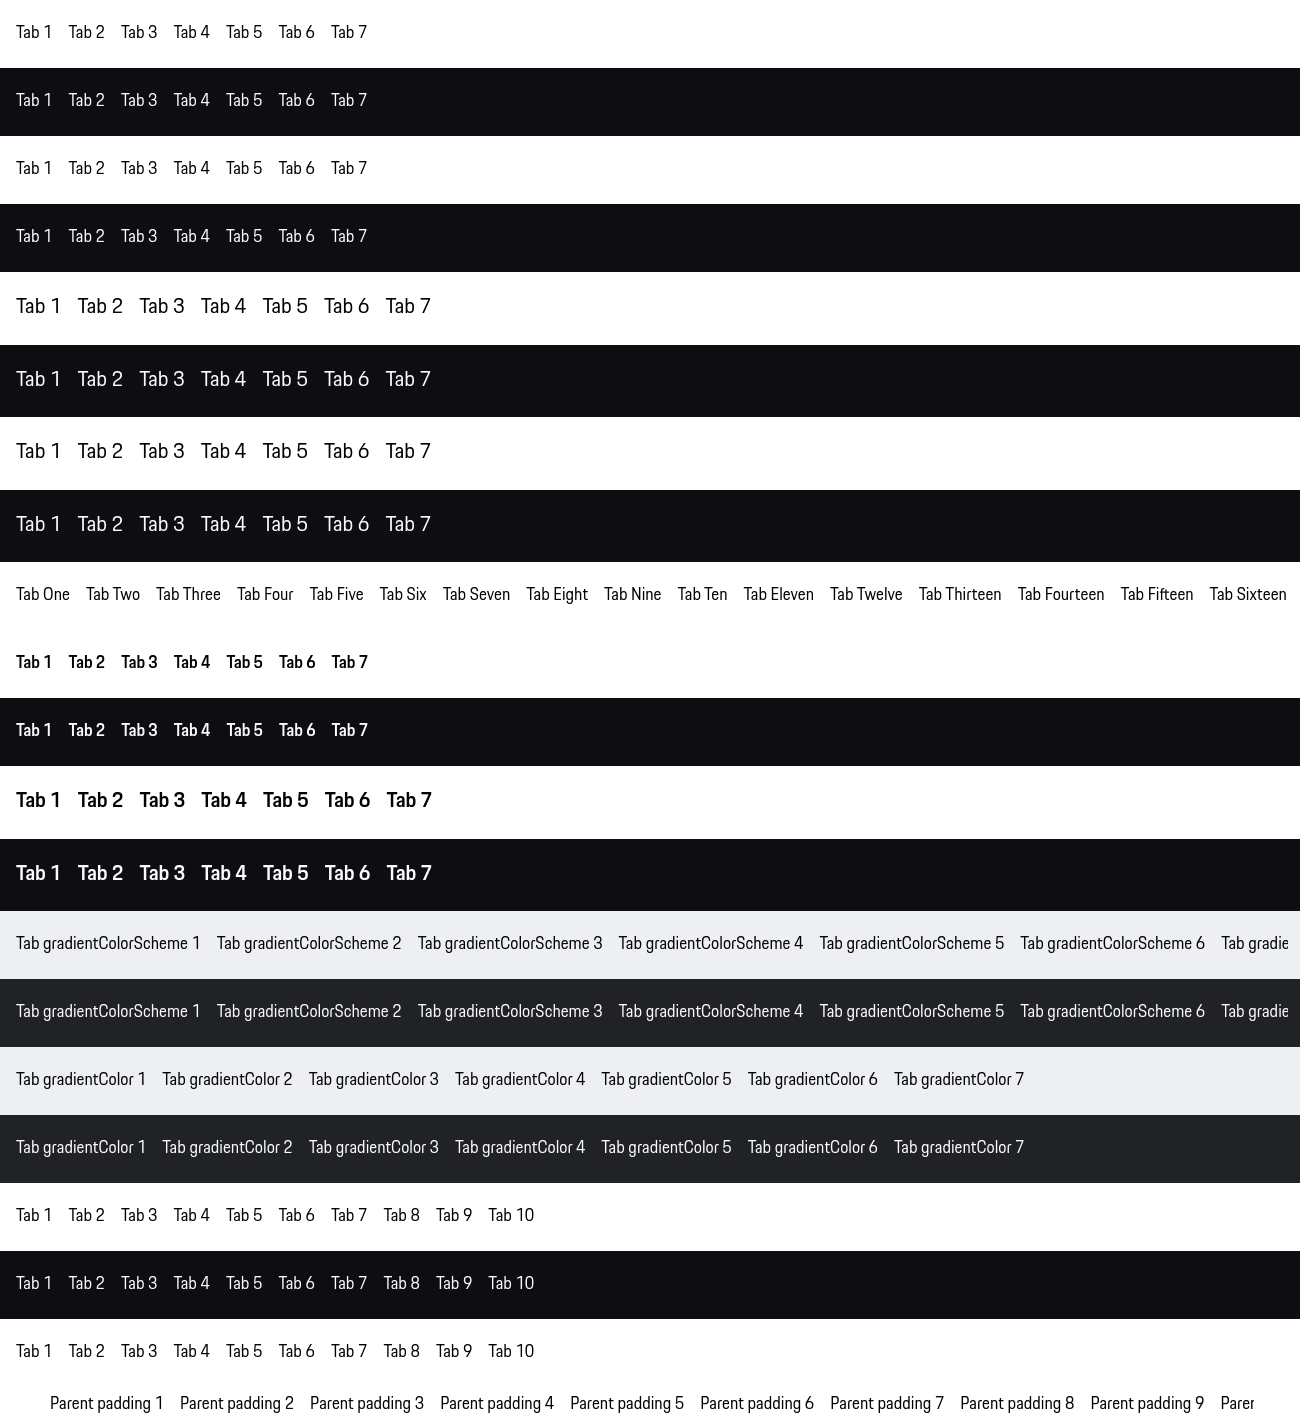 Tab 1 Tab 2 Tab 3 Tab 4 Tab 5 Tab 6 Tab 7
Tab 1 Tab 2 Tab 3 Tab 4 Tab 5 Tab 6 Tab 7
Tab 1 Tab 2 Tab 3 Tab 4 Tab 5 Tab 6 Tab 7
Tab 1 Tab 2 Tab 3 Tab 4 Tab 5 Tab 6 Tab 7
Tab 1 Tab 2 Tab 3 Tab 4 Tab 5 Tab 6 Tab 7
Tab 1 Tab 2 Tab 3 Tab 4 Tab 5 Tab 6 Tab 7
Tab 1 Tab 2 Tab 3 Tab 4 Tab 5 Tab 6 Tab 7
Tab 1 Tab 2 Tab 3 Tab 4 Tab 5 Tab 6 Tab 7
Tab One Tab Two Tab Three Tab Four Tab Five Tab Six Tab Seven Tab Eight Tab Nine Tab Ten Tab Eleven Tab Twelve Tab Thirteen Tab Fourteen Tab Fifteen Tab Sixteen
Tab 1 Tab 2 Tab 3 Tab 4 Tab 5 Tab 6 Tab 7
Tab 1 Tab 2 Tab 3 Tab 4 Tab 5 Tab 6 Tab 7
Tab 1 Tab 2 Tab 3 Tab 4 Tab 5 Tab 6 Tab 7
Tab 1 Tab 2 Tab 3 Tab 4 Tab 5 Tab 6 Tab 7
Tab gradientColorScheme 1 Tab gradientColorScheme 2 Tab gradientColorScheme 3 Tab gradientColorScheme 4 Tab gradientColorScheme 5 Tab gradientColorScheme 6 Tab gradie
Tab gradientColorScheme 1 Tab gradientColorScheme 2 Tab gradientColorScheme 3 Tab gradientColorScheme 4 Tab gradientColorScheme 5 Tab gradientColorScheme 6 Tab gradie
Tab gradientColor 1 Tab gradientColor 2 Tab gradientColor 3 Tab gradientColor 4 Tab gradientColor 5 Tab gradientColor 6 Tab gradientColor 7
Tab gradientColor 1 Tab gradientColor 2 Tab gradientColor 3 Tab gradientColor 4 Tab gradientColor 5 Tab gradientColor 6 Tab gradientColor 7
Tab 1 Tab 2 Tab 3 Tab 4 Tab 5 Tab 6 Tab 7 Tab 8 Tab 9 Tab 10
Tab 1 Tab 2 Tab 3 Tab 4 Tab 5 Tab 6 Tab 7 Tab 8 Tab 9 Tab 10
Tab 1 Tab 2 Tab 3 Tab 4 Tab 5 Tab 6 Tab 7 Tab 8 Tab 9 Tab 10
Parent padding 1 Parent padding 2 Parent padding 3 Parent padding 4 Parent padding 5 Parent padding 6 Parent padding 7 Parent padding 8 Parent padding 9 Parer